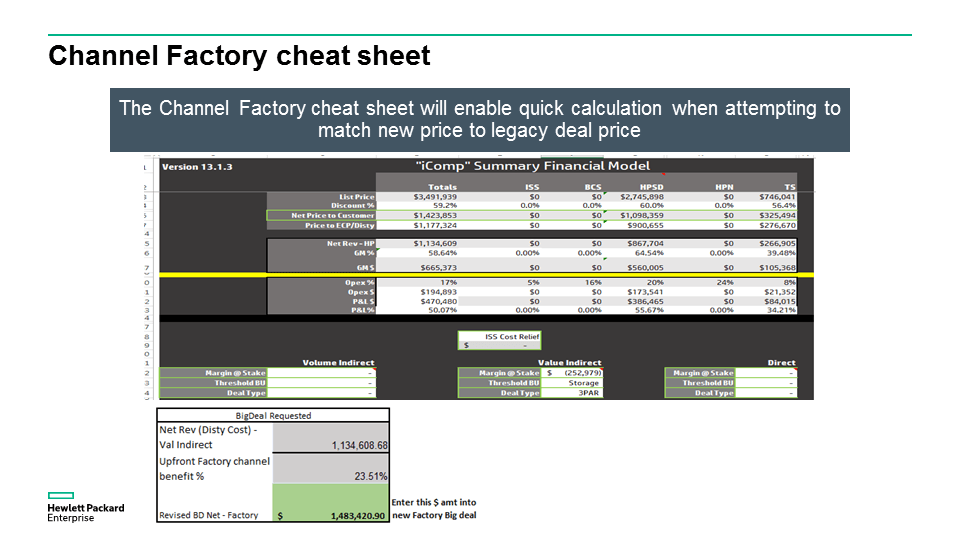 Channel Factory cheat sheet
The Channel Factory cheat sheet will enable quick calculation when attempting to
match new price to legacy deal price
Version 13.1.3 "iComp" Summary Financial Model
Totals ISS BCS HPSD HPN TS
List Price $3,491,939 $0 $0 $2,745,898 $0 $746,041
Discount % 59.2% 0.0% 0.0% 60.0% 0.0% 56.4%
Net Price to Customer $1,423,853 $0 $0 $1,098,359 $0 $325,494
Price to ECP/Disty $1,177,324 $0 $0 $900,655 $0 $276,670
Net Rev - HP $1,134,609 $0 $0 $867,704 $0 $266,905
GM % 58.64% 0.00% 0.00% 64.54% 0.00% 39.48%
GM $ $665,373 $0 $0 $560,005 $0 $105,368
Opex % 17% 5% 16% 20% 24% 8%
Opex $ $194,893 $0 $0 $173,541 $0 $21,352
P&L $ $470,480 $0 $0 $386,465 $0 $84,015
P&L% 50.07% 0.00% 0.00% 55.67% 0.00% 34.21%
ISS Cost Relief
$ -
Volume Indirect Value Indirect Direct
Margin @ Stake - Margin @ Stake $ (252,979) Margin @ Stake -
Threshold BU - Threshold BU Storage Threshold BU -
Deal Type - Deal Type 3PAR Deal Type -
BigDeal Requested
Net Rev (Disty Cost) -
Val Indirect 1,134,608.68
Upfront Factory channel
benefit % 23.51%
Revised BD Net - Factory $ 1,483,420.90
Enter this $ amt into
new Factory Big deal
Hewlett Packard
Enterprise